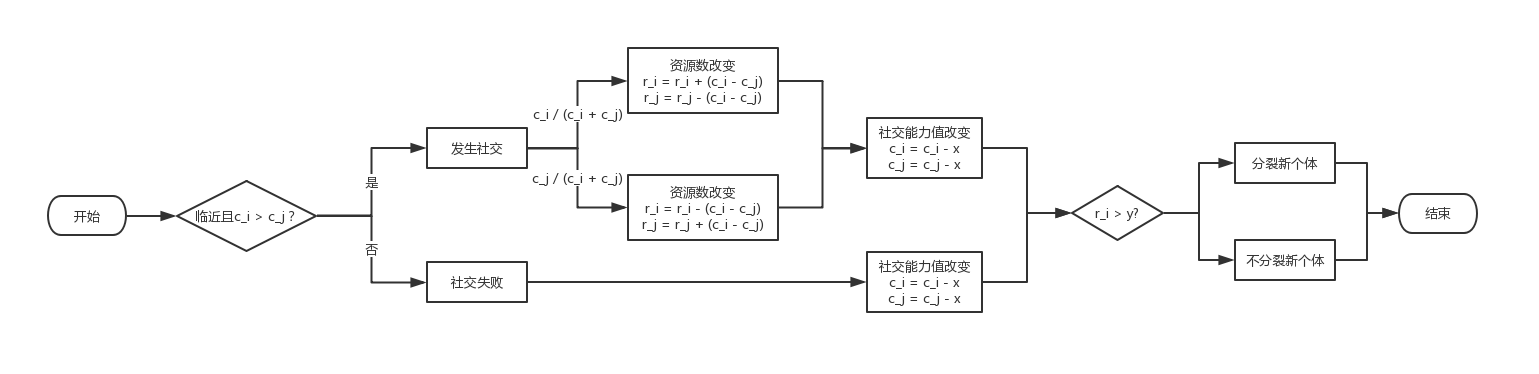 开始
临近且c_i > c_j ?
是
否
发生社交
社交失败
c_i / (c_i + c_j)
c_j / (c_i + c_j)
资源数改变
r_i = r_i + (c_i - c_j)
r_j = r_j - (c_i - c_j)
资源数改变
r_i = r_i - (c_i - c_j)
r_j = r_j + (c_i - c_j)
社交能力值改变
c_i = c_i - x
c_j = c_j - x
社交能力值改变
c_i = c_i - x
c_j = c_j - x
r_i > y?
分裂新个体
不分裂新个体
结束